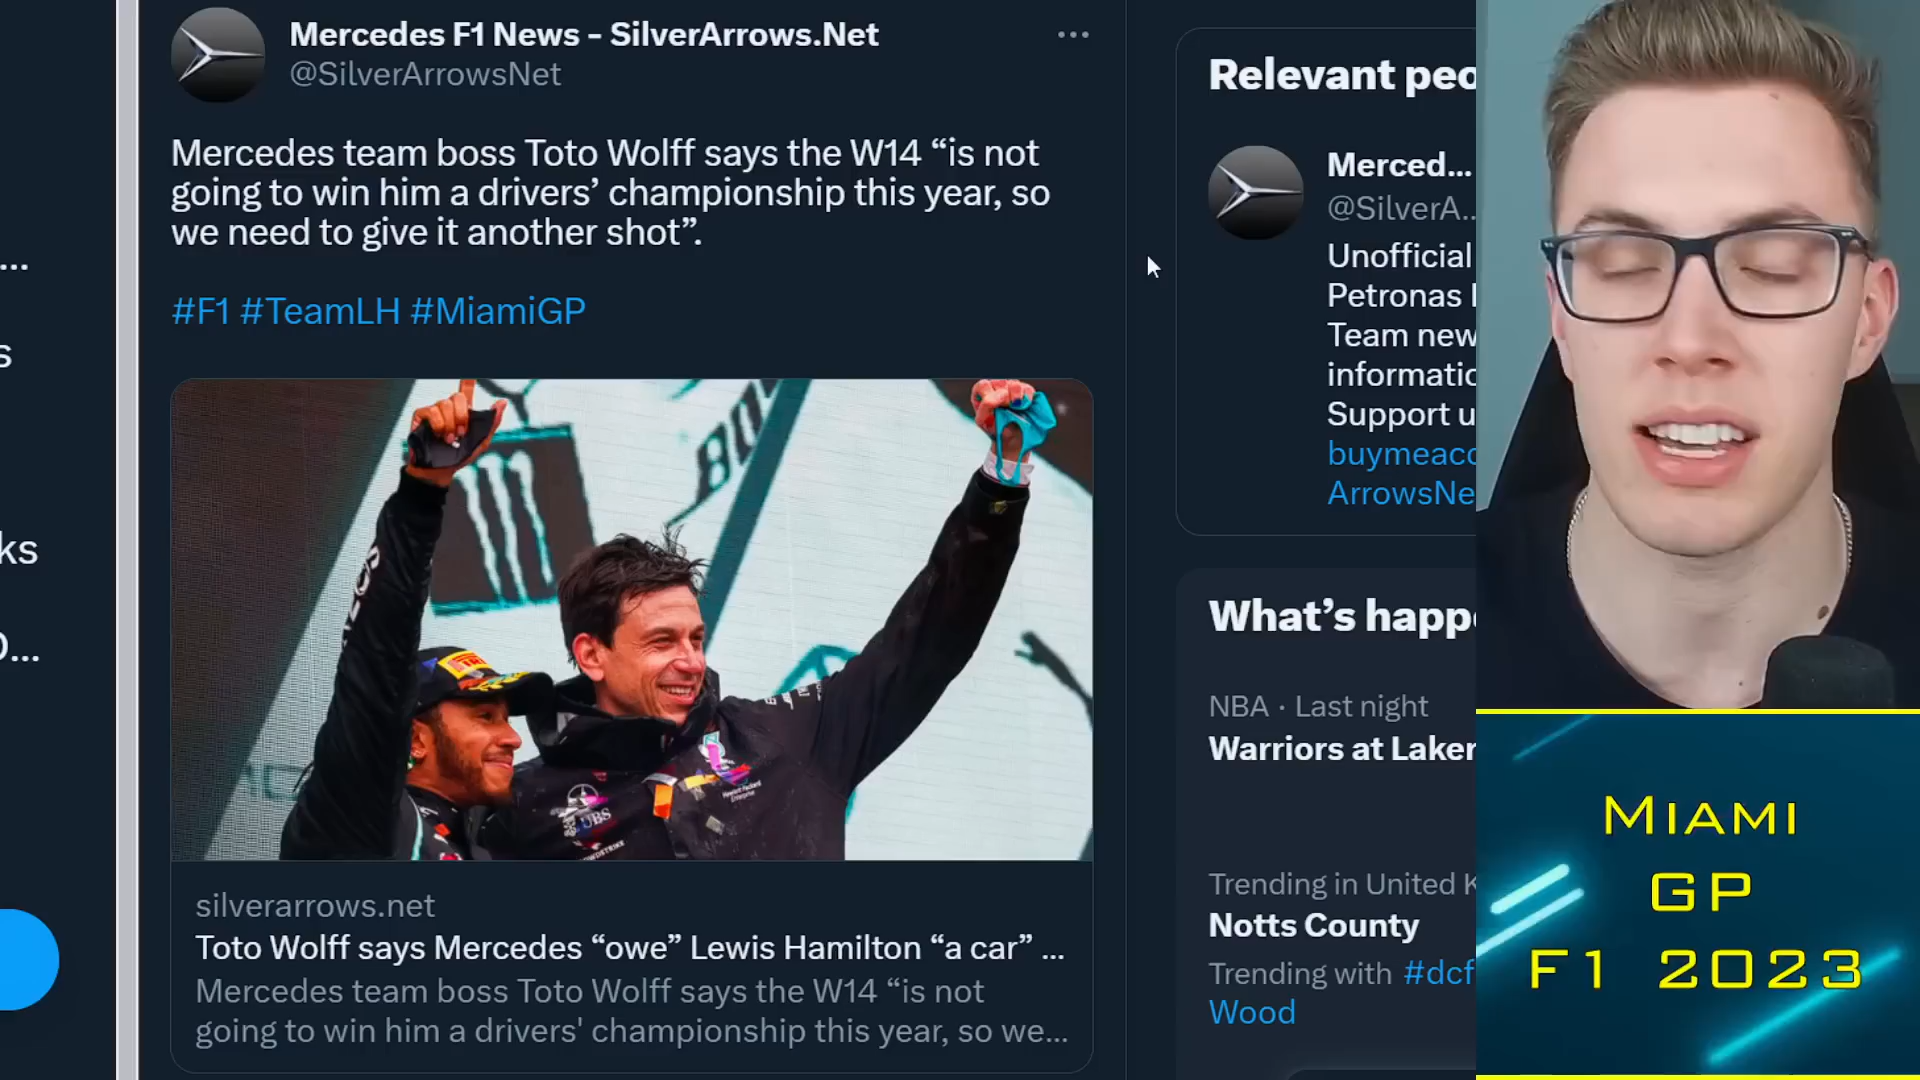 Mercedes F1 News - SilverArrows.Net
@SilverArrowsNet
Mercedes team boss Toto Wolff says the W14 “is not
going to win him a drivers’ championship this year, so
we need to give it another shot”.
#F1 #TeamLH #MiamiGP
UBS
silverarrows.net
Toto Wolff says Mercedes “owe” Lewis Hamilton “a car” ...
Mercedes team boss Toto Wolff says the W14 “is not
going to win him a drivers' championship this year, so we...
...
s
ks
...
Relevant peo
Merced...
@SilverA..
Unofficial
Petronas
Team new
informatic
Support u
buymeacc
ArrowsNe
What’s happe
NBA · Last night
Warriors at Laker
Trending in United K
Notts County
Trending with #dcf
Wood
MIAMI
GP
F1 2023